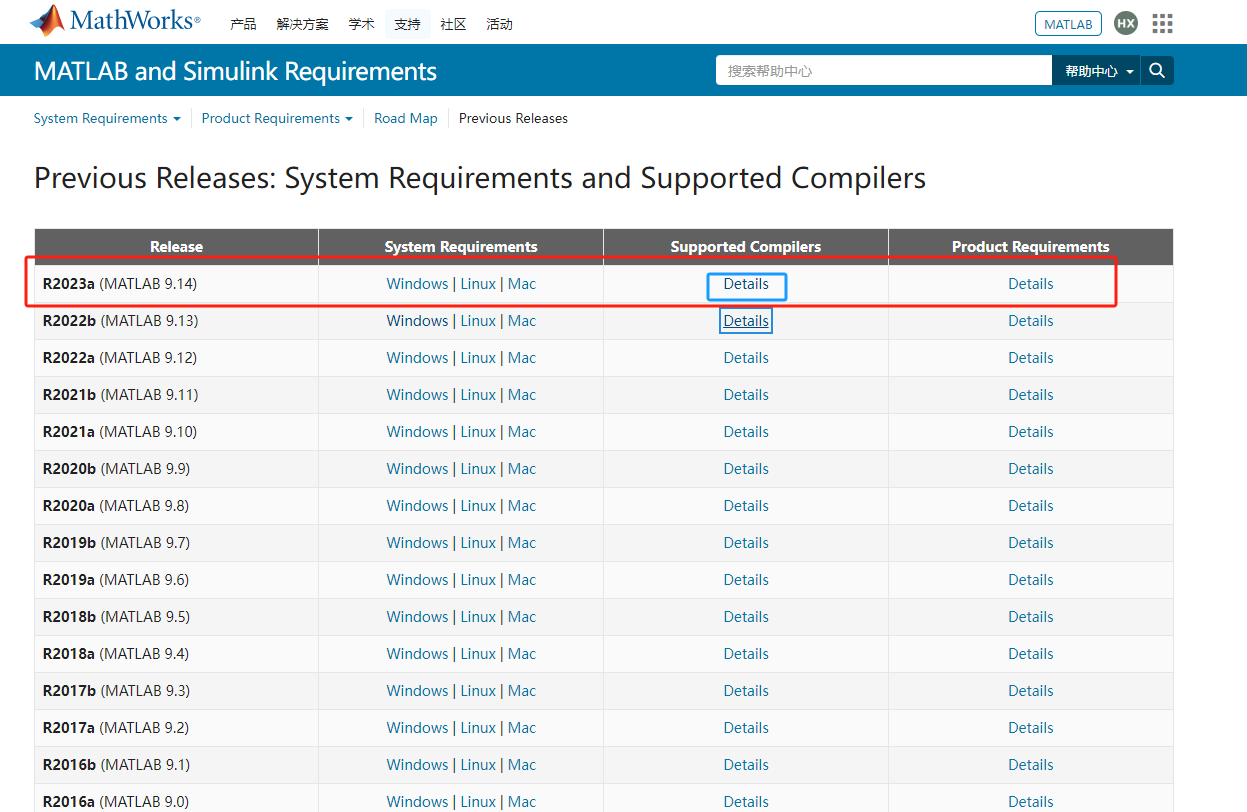 MathWorks® 产品 解决方案 学术 支持 社区 活动 MATLAB HX
MATLAB and Simulink Requirements 搜索帮助中心 帮助中心
System Requirements Product Requirements Road Map Previous Releases
Previous Releases: System Requirements and Supported Compilers
Release System Requirements Supported Compilers Product Requirements
R2023a (MATLAB 9.14) Windows | Linux | Mac Details Details
R2022b (MATLAB 9.13) Windows | Linux | Mac Details Details
R2022a (MATLAB 9.12) Windows | Linux | Mac Details Details
R2021b (MATLAB 9.11) Windows | Linux | Mac Details Details
R2021a (MATLAB 9.10) Windows | Linux | Mac Details Details
R2020b (MATLAB 9.9) Windows | Linux | Mac Details Details
R2020a (MATLAB 9.8) Windows | Linux | Mac Details Details
R2019b (MATLAB 9.7) Windows | Linux | Mac Details Details
R2019a (MATLAB 9.6) Windows | Linux | Mac Details Details
R2018b (MATLAB 9.5) Windows | Linux | Mac Details Details
R2018a (MATLAB 9.4) Windows | Linux | Mac Details Details
R2017b (MATLAB 9.3) Windows | Linux | Mac Details Details
R2017a (MATLAB 9.2) Windows | Linux | Mac Details Details
R2016b (MATLAB 9.1) Windows | Linux | Mac Details Details
R2016a (MATLAB 9.0) Windows | Linux | Mac Details Details